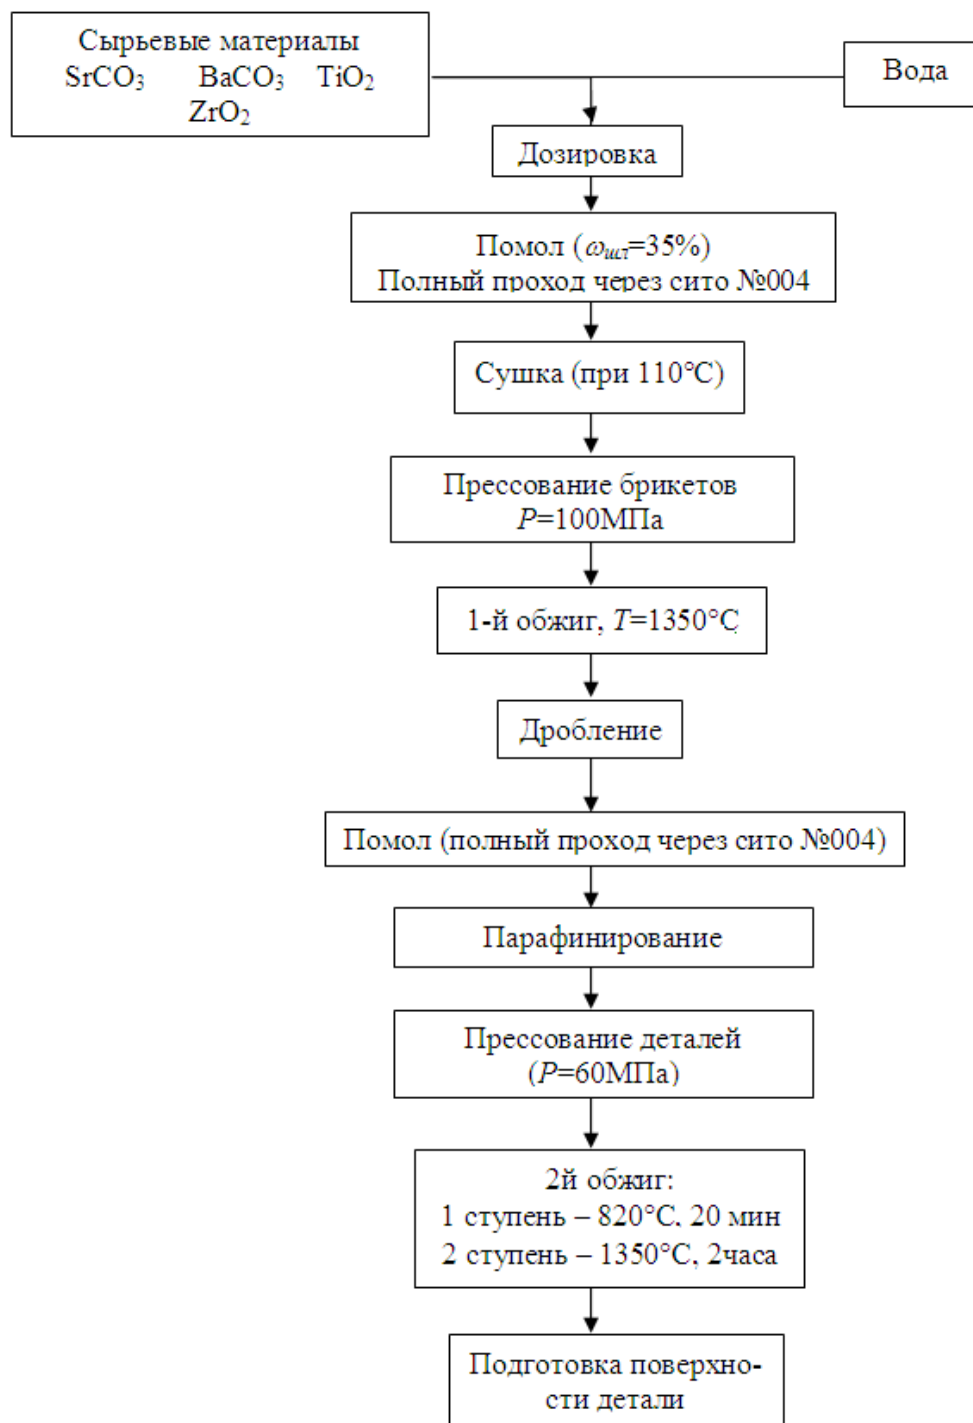 Сырьевые материалы
SrCO₃ BaCO₃ TiO₂
ZrO₂
Вода
Дозировка
Помол (ωшл=35%)
Полный проход через сито №004
Сушка (при 110°С)
Прессование брикетов
P=100МПа
1-й обжиг, T=1350°С
Дробление
Помол (полный проход через сито №004)
Парафинирование
Прессование деталей
(P=60МПа)
2й обжиг:
1 ступень – 820°С, 20 мин
2 ступень – 1350°С, 2часа
Подготовка поверхно-
сти детали